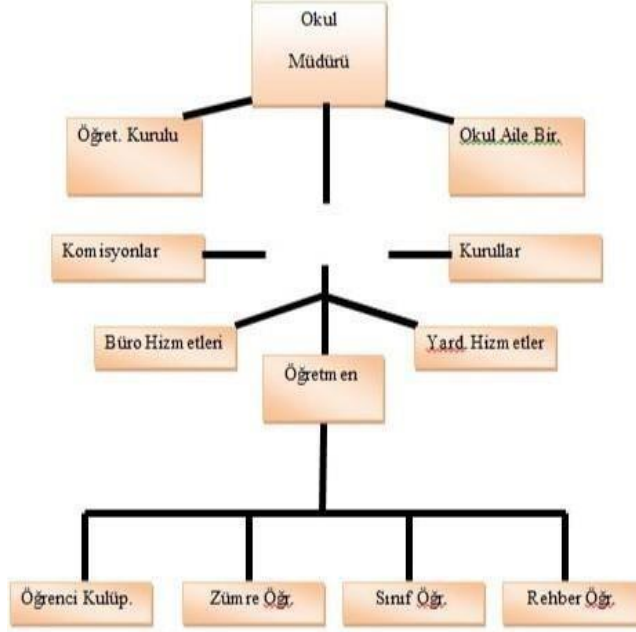 Okul
Müdürü
Öğret. Kurulu
Okul Aile Bir.
Komisyonlar
Kurullar
Büro Hizmetleri
Yard. Hizmetler
Öğretmen
Öğrenci Kulüp.
Zümre Öğr.
Sınıf Öğr.
Rehber Öğr.